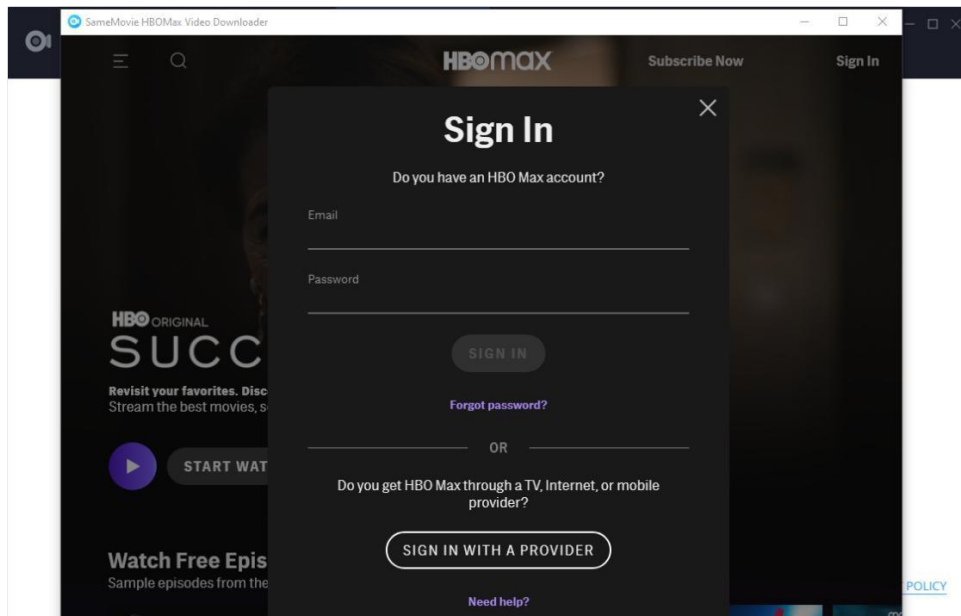 SameMovie HBOMax Video Downloader
HBOMAX
Subscribe Now
Sign In
Sign In
Do you have an HBO Max account?
Email
Password
HBO ORIGINAL
SUCC
SIGN IN
Revisit your favorites. Disc
Stream the best movies, s
Forgot password?
OR
START WAT
Do you get HBO Max through a TV, Internet, or mobile
provider?
SIGN IN WITH A PROVIDER
Watch Free Epis
Sample episodes from the
POLICY
Need help?